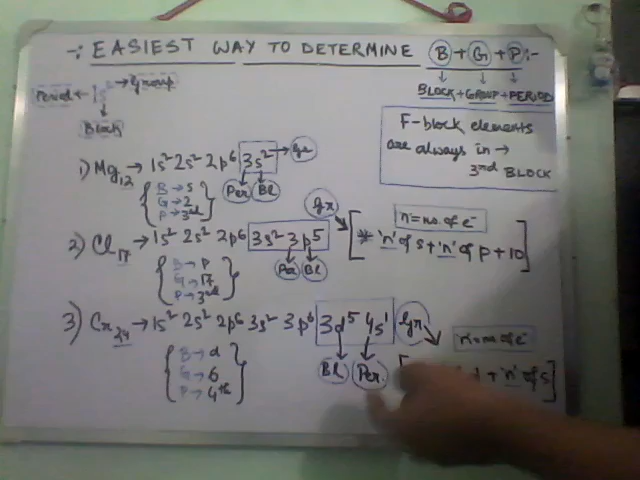 -: EASIEST WAY TO DETERMINE B + G + P :-
BLOCK + GROUP + PERIOD
Period ← 1s² → Group
Block
F-block elements
are always in →
3rd BLOCK
1) Mg₁₂ → 1s² 2s² 2p⁶ 3s² → Gr
Per Bl
{ B → s
G → 2
P → 3rd }
2) Cl₁₇ → 1s² 2s² 2p⁶ 3s² 3p⁵
Gr
'n' = no. of e⁻
[* 'n' of s + 'n' of p + 10]
Per Bl
{ B → p
G → 17
P → 3rd }
3) Cr₂₄ → 1s² 2s² 2p⁶ 3s² 3p⁶ 3d⁵ 4s¹ Gr
'n' = no. of e⁻
Bl Per.
+ 'n' of s]
{ B → d
G → 6
P → 4th }